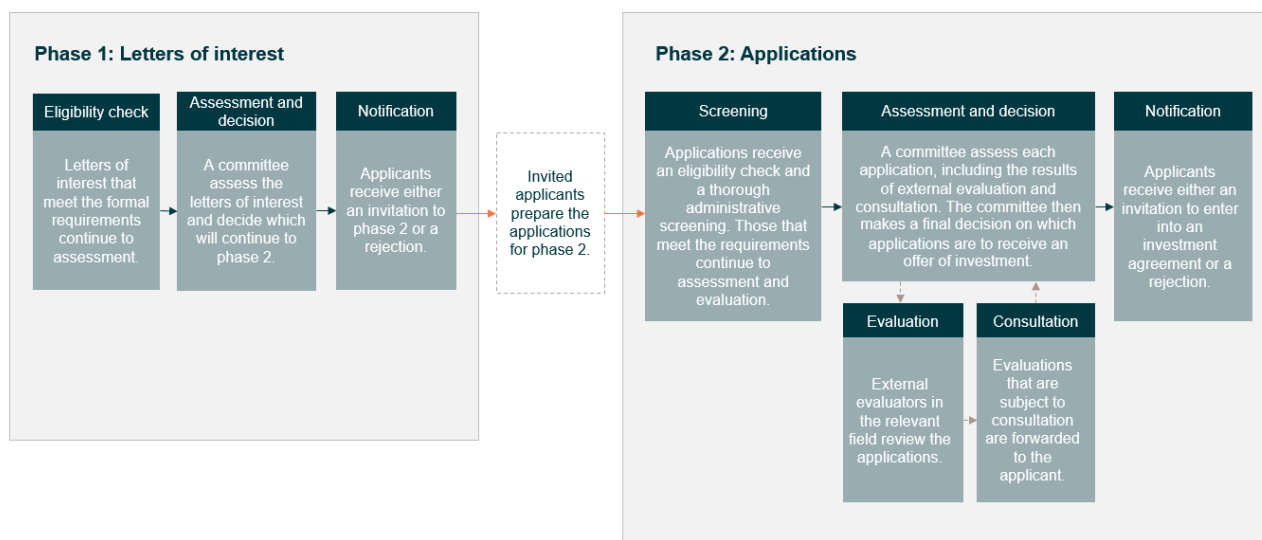 Phase 1: Letters of interest
Eligibility check
Letters of
interest that
meet the formal
requirements
continue to
assessment.
Assessment and
decision
A committee
assess the
letters of interest
and decide which
will continue to
phase 2.
Notification
Applicants
receive either
an invitation to
phase 2 or a
rejection.
Invited
applicants
prepare the
applications
for phase 2.
Phase 2: Applications
Screening
Applications receive
an eligibility check and
a thorough
administrative
screening. Those that
meet the requirements
continue to
assessment and
evaluation.
Assessment and decision
A committee assess each
application, including the results
of external evaluation and
consultation. The committee then
makes a final decision on which
applications are to receive an
offer of investment.
Evaluation
External
evaluators in
the relevant
field review the
applications.
Consultation
Evaluations
that are
subject to
consultation
are forwarded
to the
applicant.
Notification
Applicants
receive either an
invitation to enter
into an
investment
agreement or a
rejection.